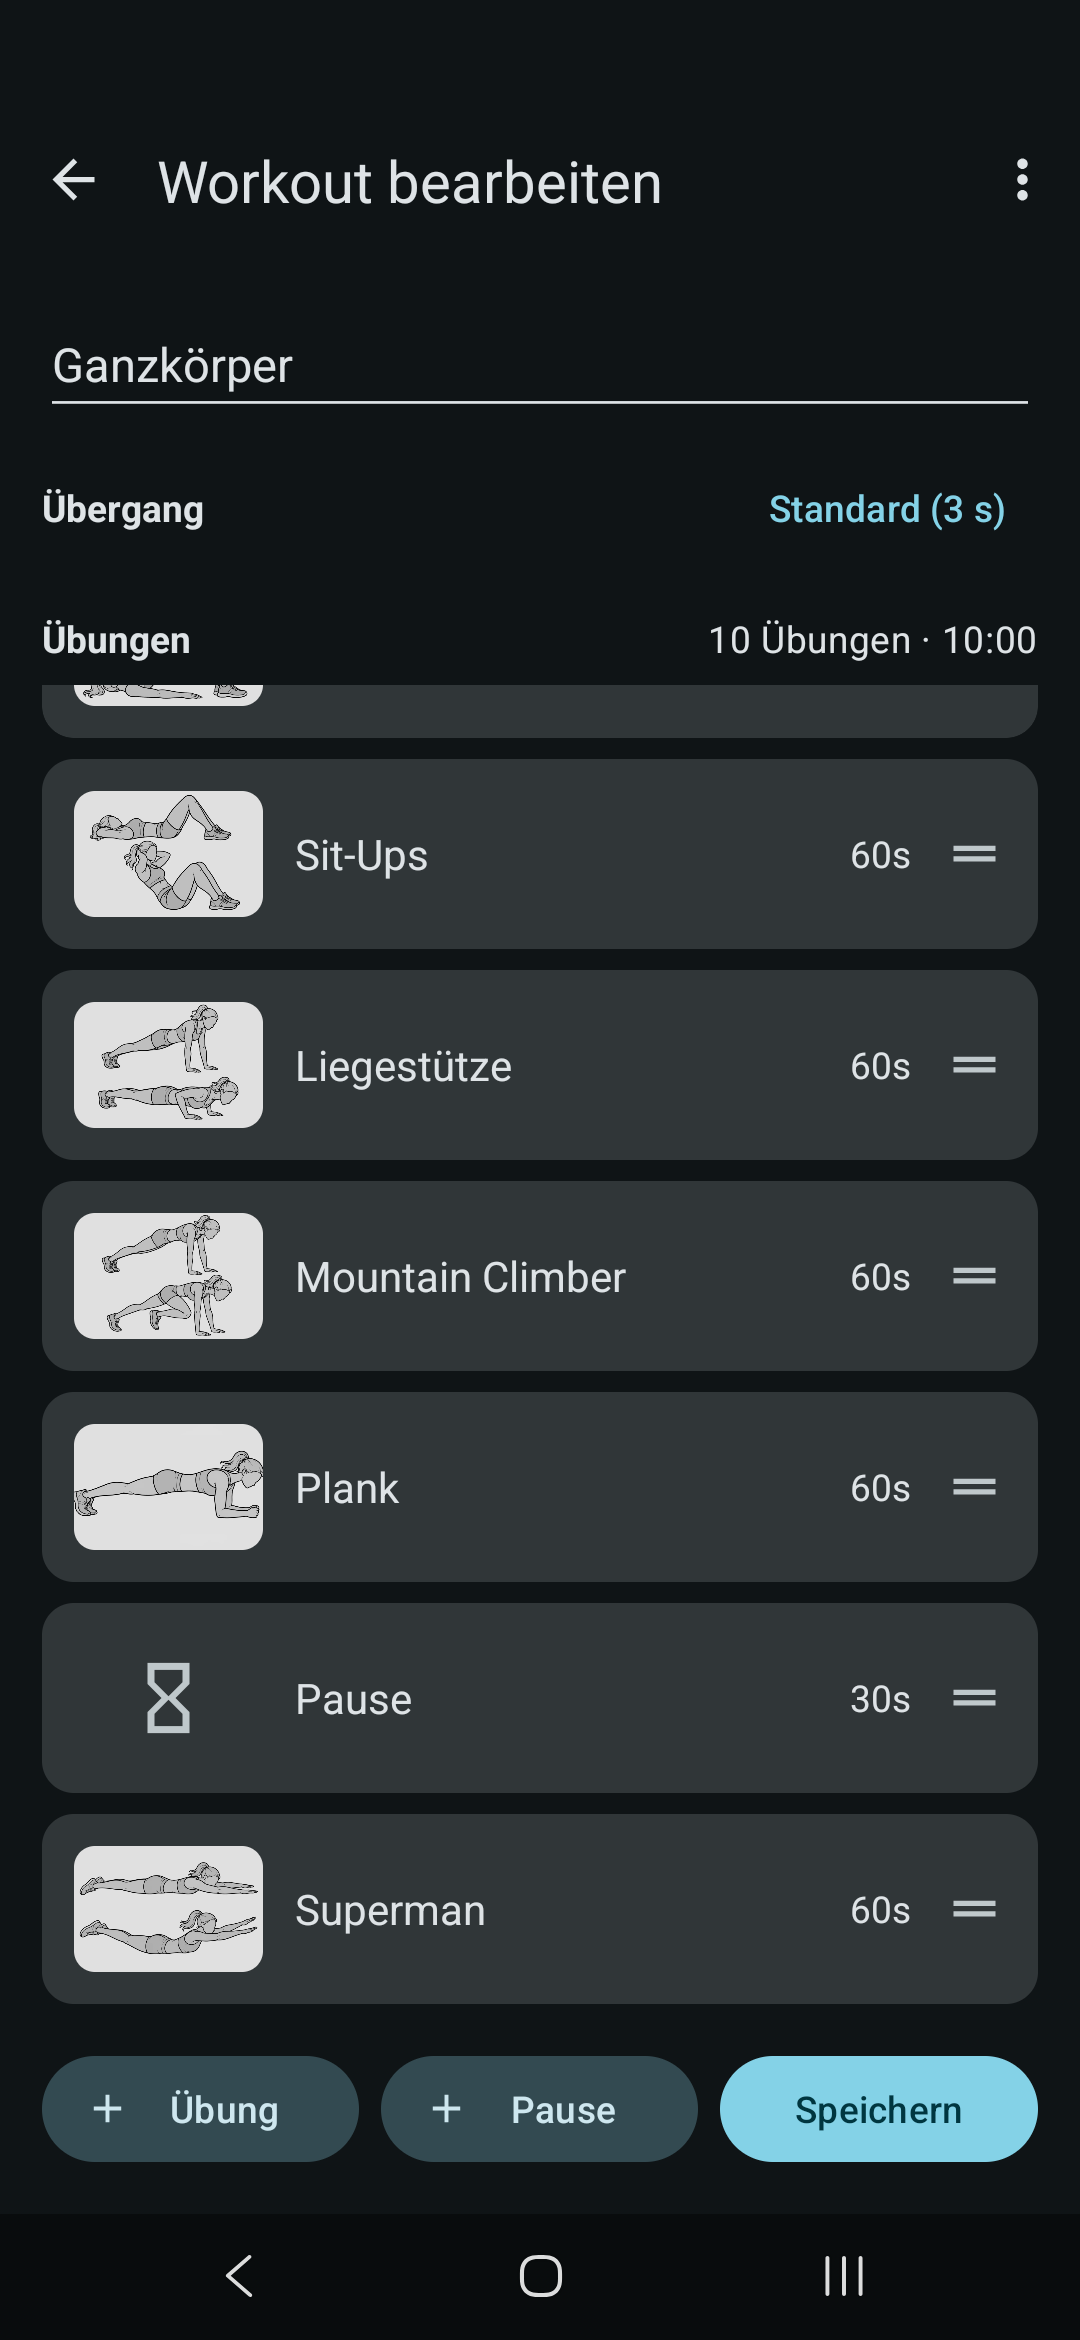 Workout bearbeiten
Ganzkörper
Übergang Standard (3 s)
Übungen 10 Übungen · 10:00
Sit-Ups 60s
Liegestütze 60s
Mountain Climber 60s
Plank 60s
Pause 30s
Superman 60s
+ Übung + Pause Speichern